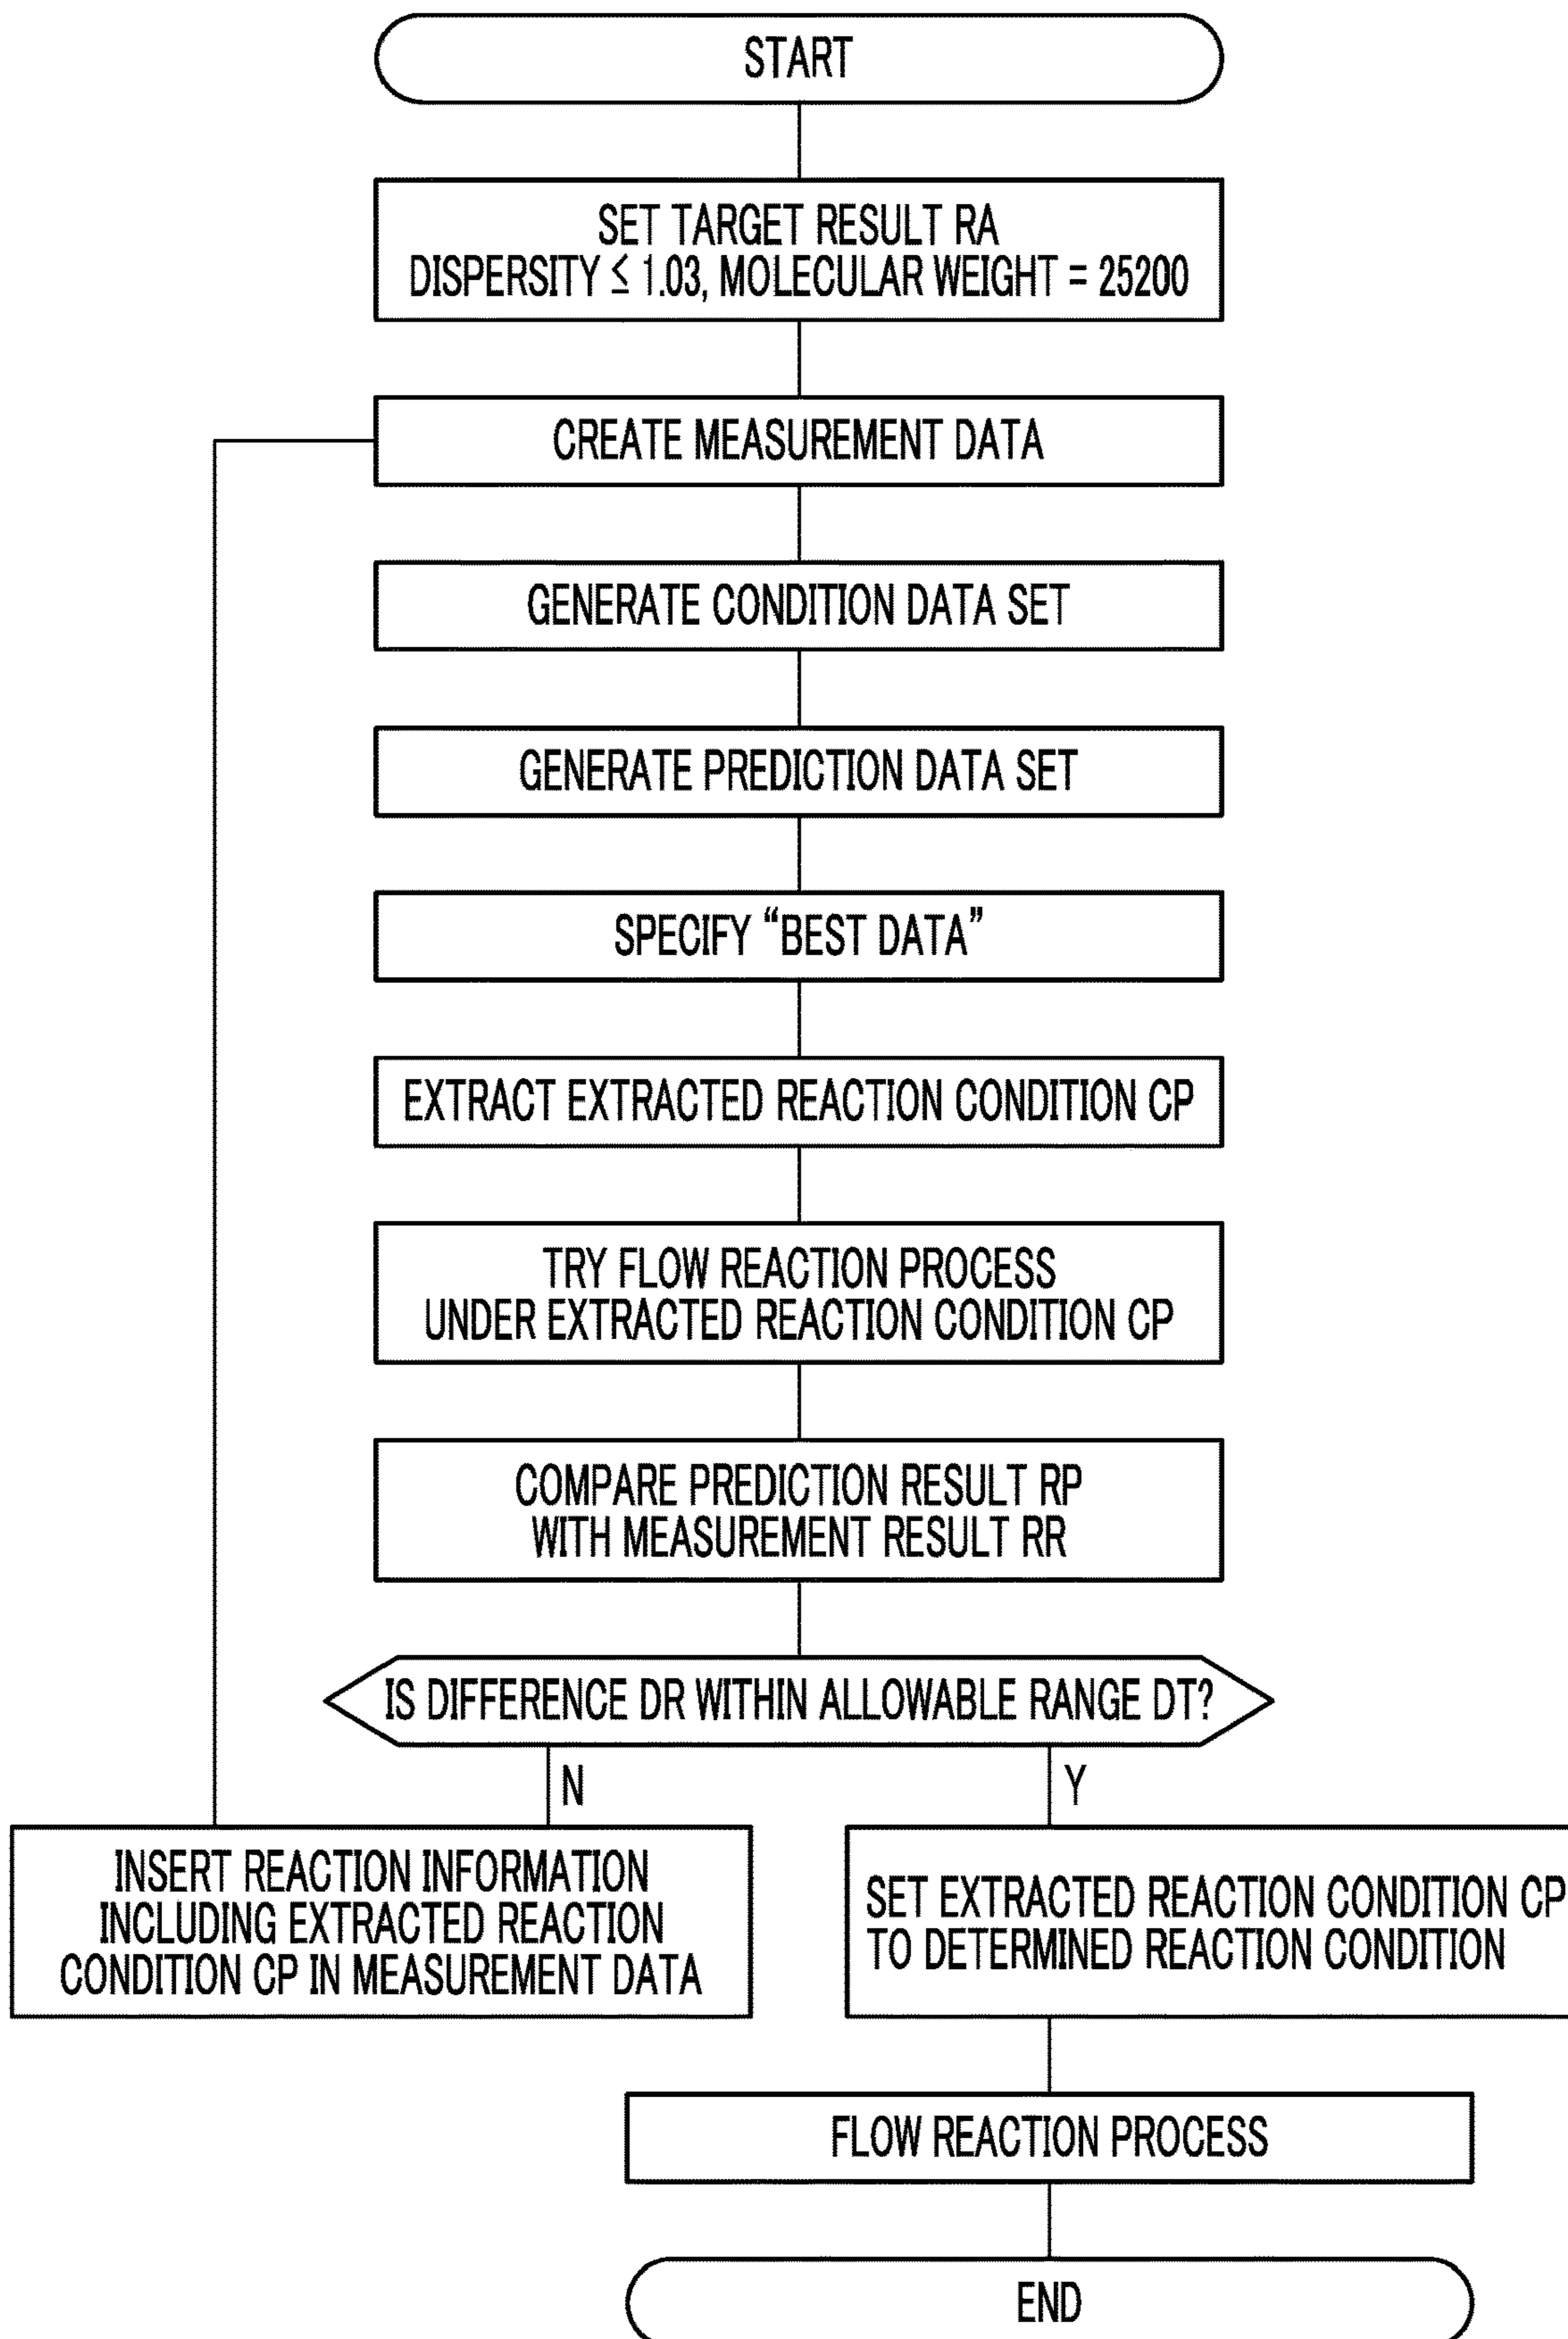 START
SET TARGET RESULT RA
DISPERSITY ≤ 1.03, MOLECULAR WEIGHT = 25200
CREATE MEASUREMENT DATA
GENERATE CONDITION DATA SET
GENERATE PREDICTION DATA SET
SPECIFY “BEST DATA”
EXTRACT EXTRACTED REACTION CONDITION CP
TRY FLOW REACTION PROCESS
UNDER EXTRACTED REACTION CONDITION CP
COMPARE PREDICTION RESULT RP
WITH MEASUREMENT RESULT RR
IS DIFFERENCE DR WITHIN ALLOWABLE RANGE DT?
N
Y
INSERT REACTION INFORMATION
INCLUDING EXTRACTED REACTION
CONDITION CP IN MEASUREMENT DATA
SET EXTRACTED REACTION CONDITION CP
TO DETERMINED REACTION CONDITION
FLOW REACTION PROCESS
END